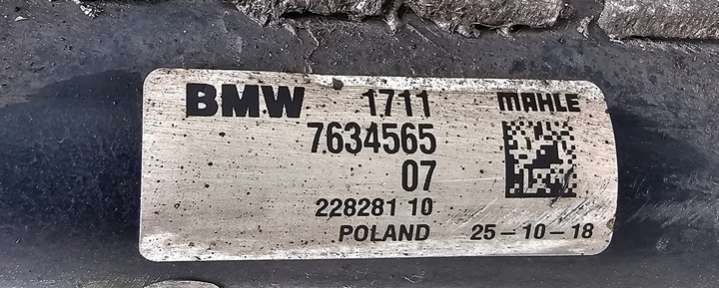 BMW 1711 MAHLE
7634565
07
228281 10
POLAND 25-10-18